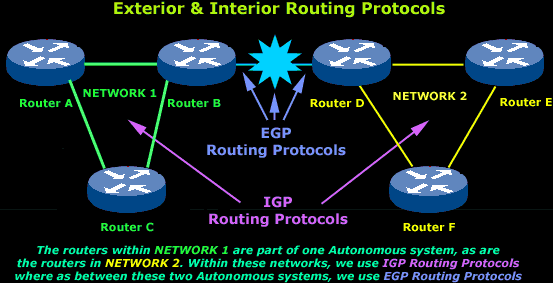 Exterior & Interior Routing Protocols
NETWORK 1
NETWORK 2
Router A
Router B
Router D
Router E
EGP
Routing Protocols
IGP
Routing Protocols
Router C
Router F
The routers within NETWORK 1 are part of one Autonomous system, as are
the routers in NETWORK 2. Within these networks, we use IGP Routing Protocols
where as between these two Autonomous systems, we use EGP Routing Protocols